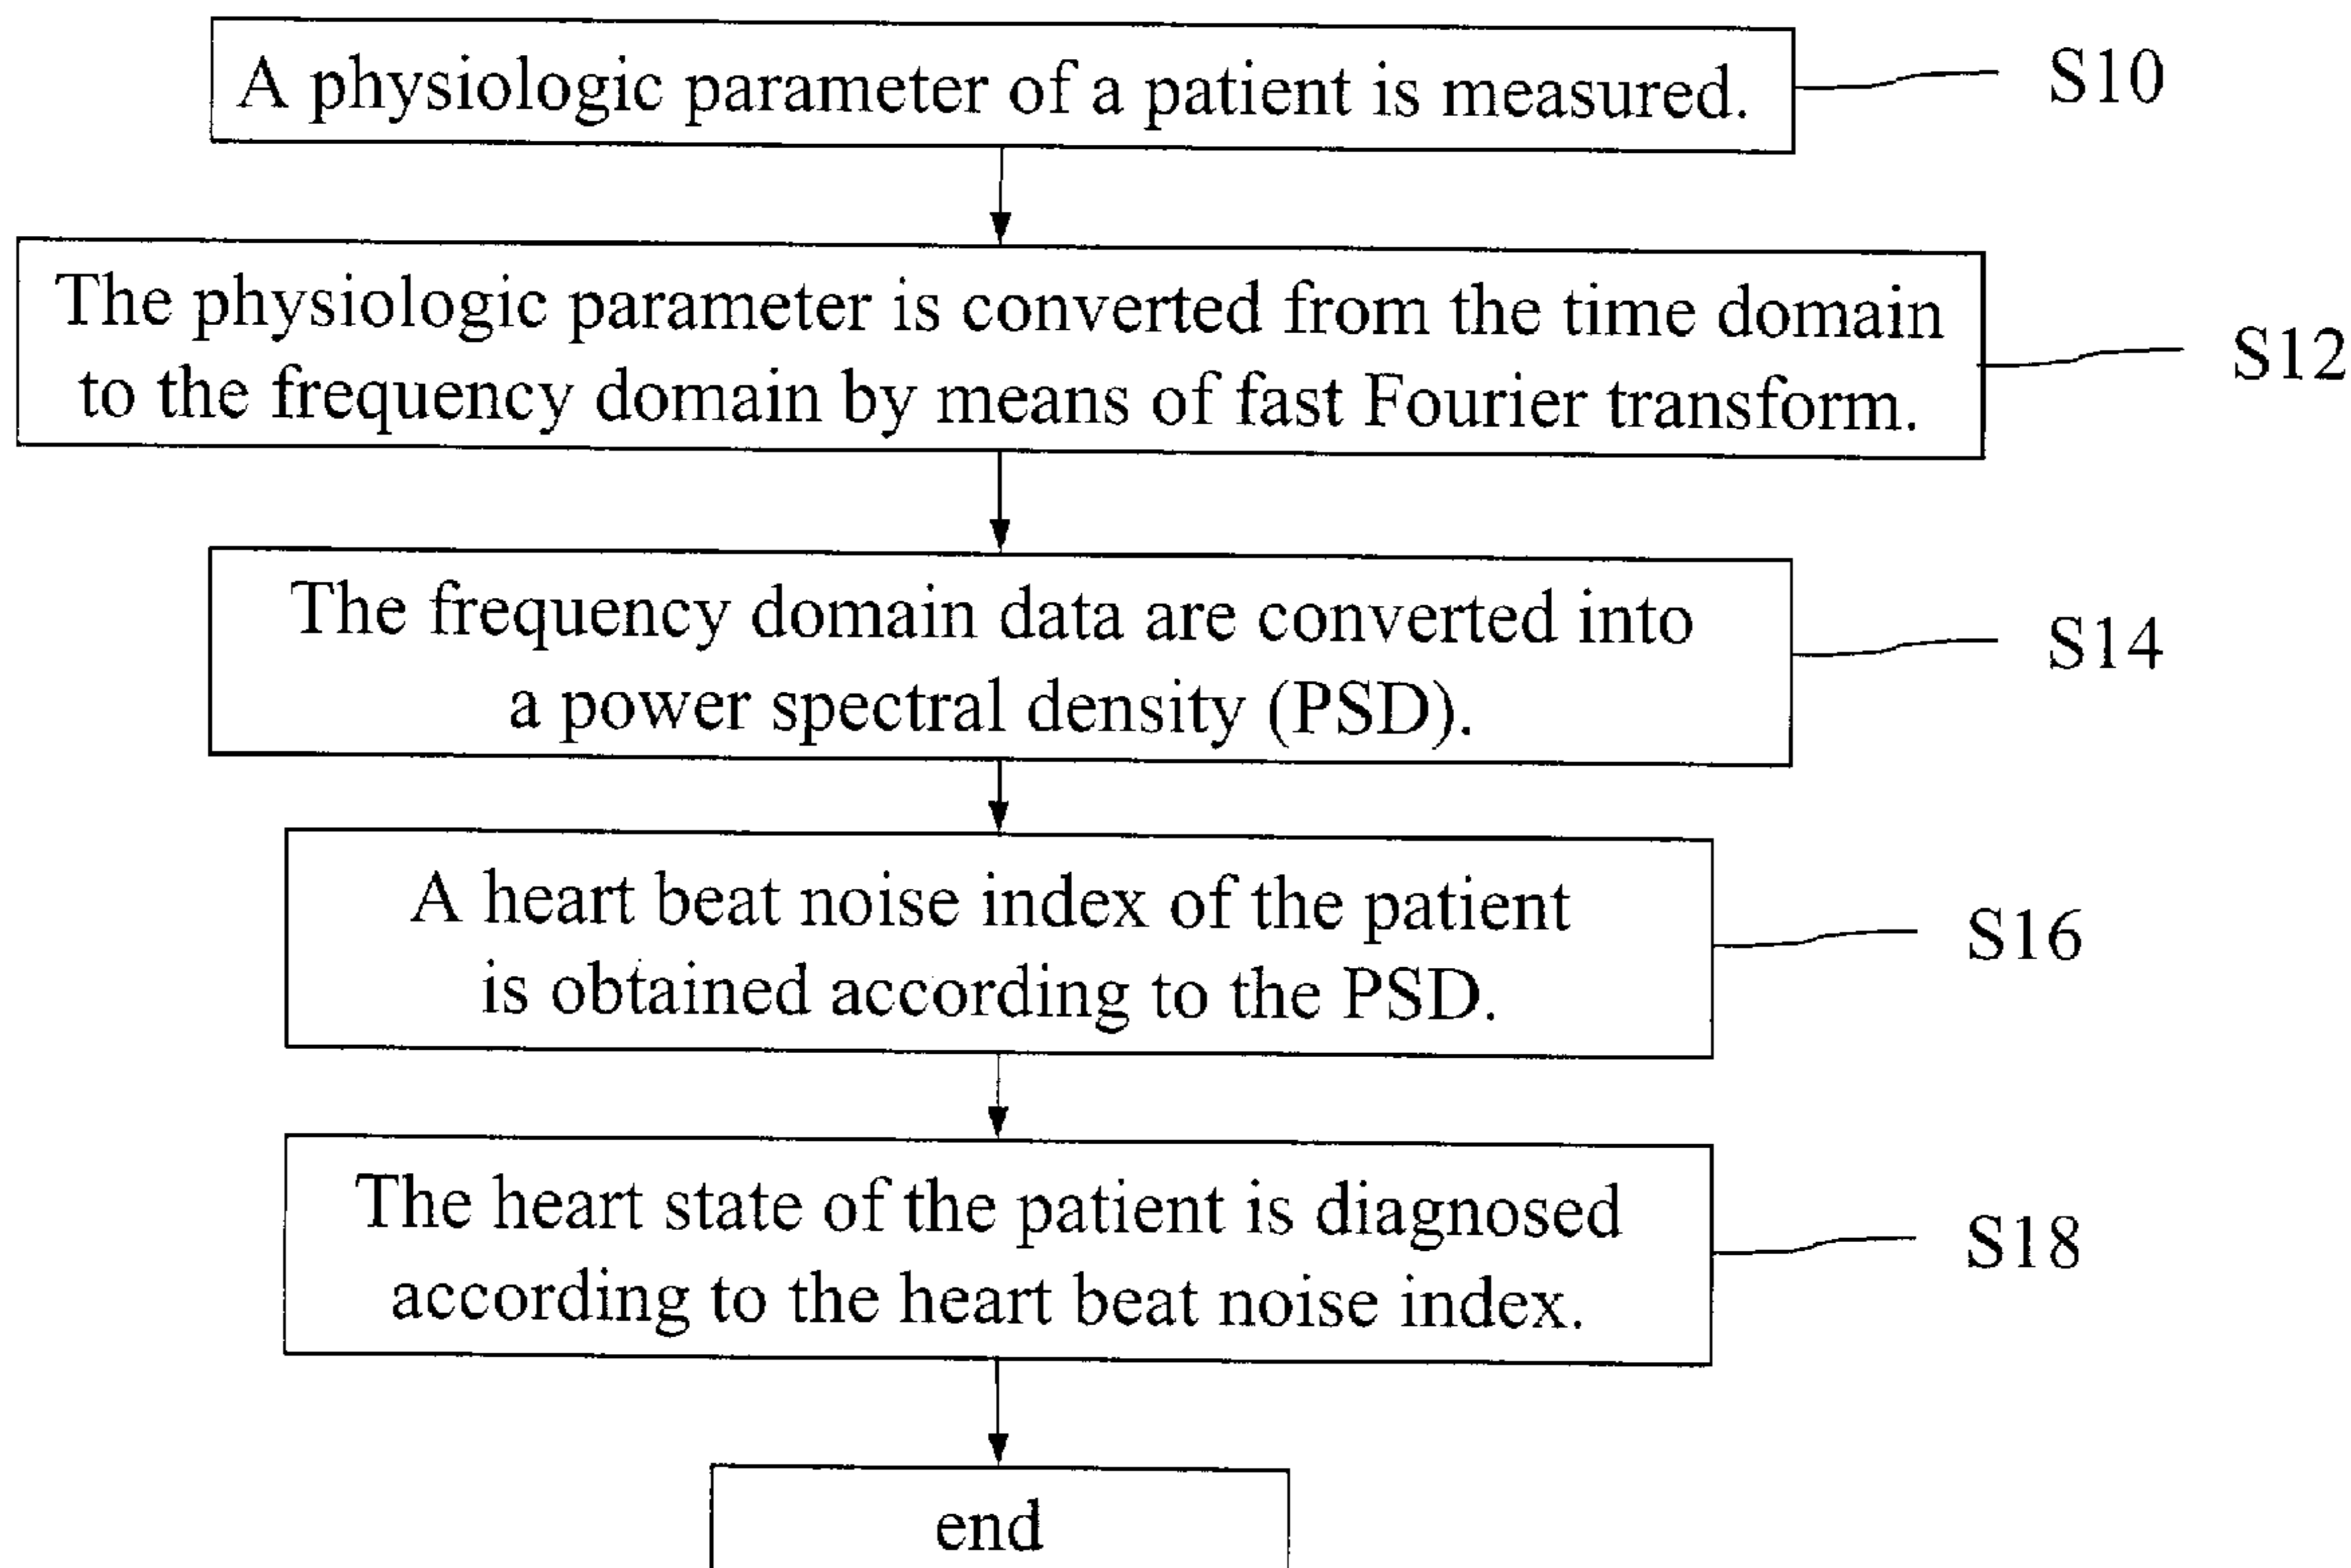 A physiologic parameter of a patient is measured.
S10
The physiologic parameter is converted from the time domain
to the frequency domain by means of fast Fourier transform.
S12
The frequency domain data are converted into
a power spectral density (PSD).
S14
A heart beat noise index of the patient
is obtained according to the PSD.
S16
The heart state of the patient is diagnosed
according to the heart beat noise index.
S18
end